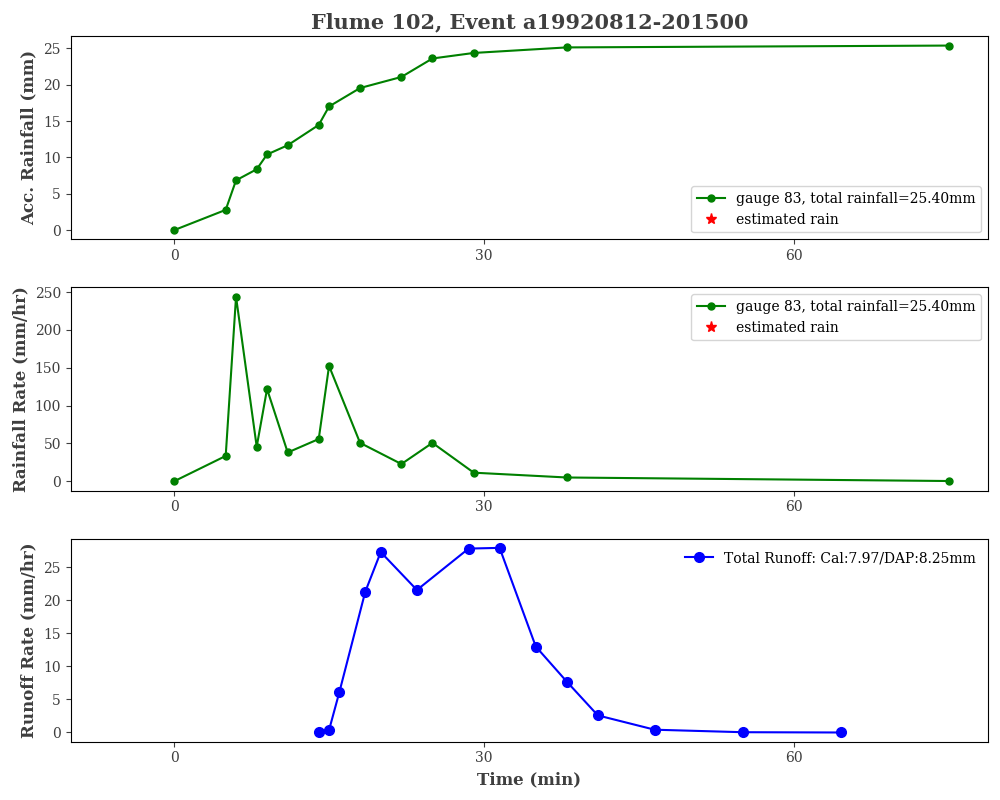 Flume 102, Event a19920812-201500
Acc. Rainfall (mm)
25
20
15
10
5
0
gauge 83, total rainfall=25.40mm
estimated rain
0 30 60
Rainfall Rate (mm/hr)
250
200
150
100
50
0
gauge 83, total rainfall=25.40mm
estimated rain
0 30 60
Runoff Rate (mm/hr)
25
20
15
10
5
0
Total Runoff: Cal:7.97/DAP:8.25mm
0 30 60
Time (min)